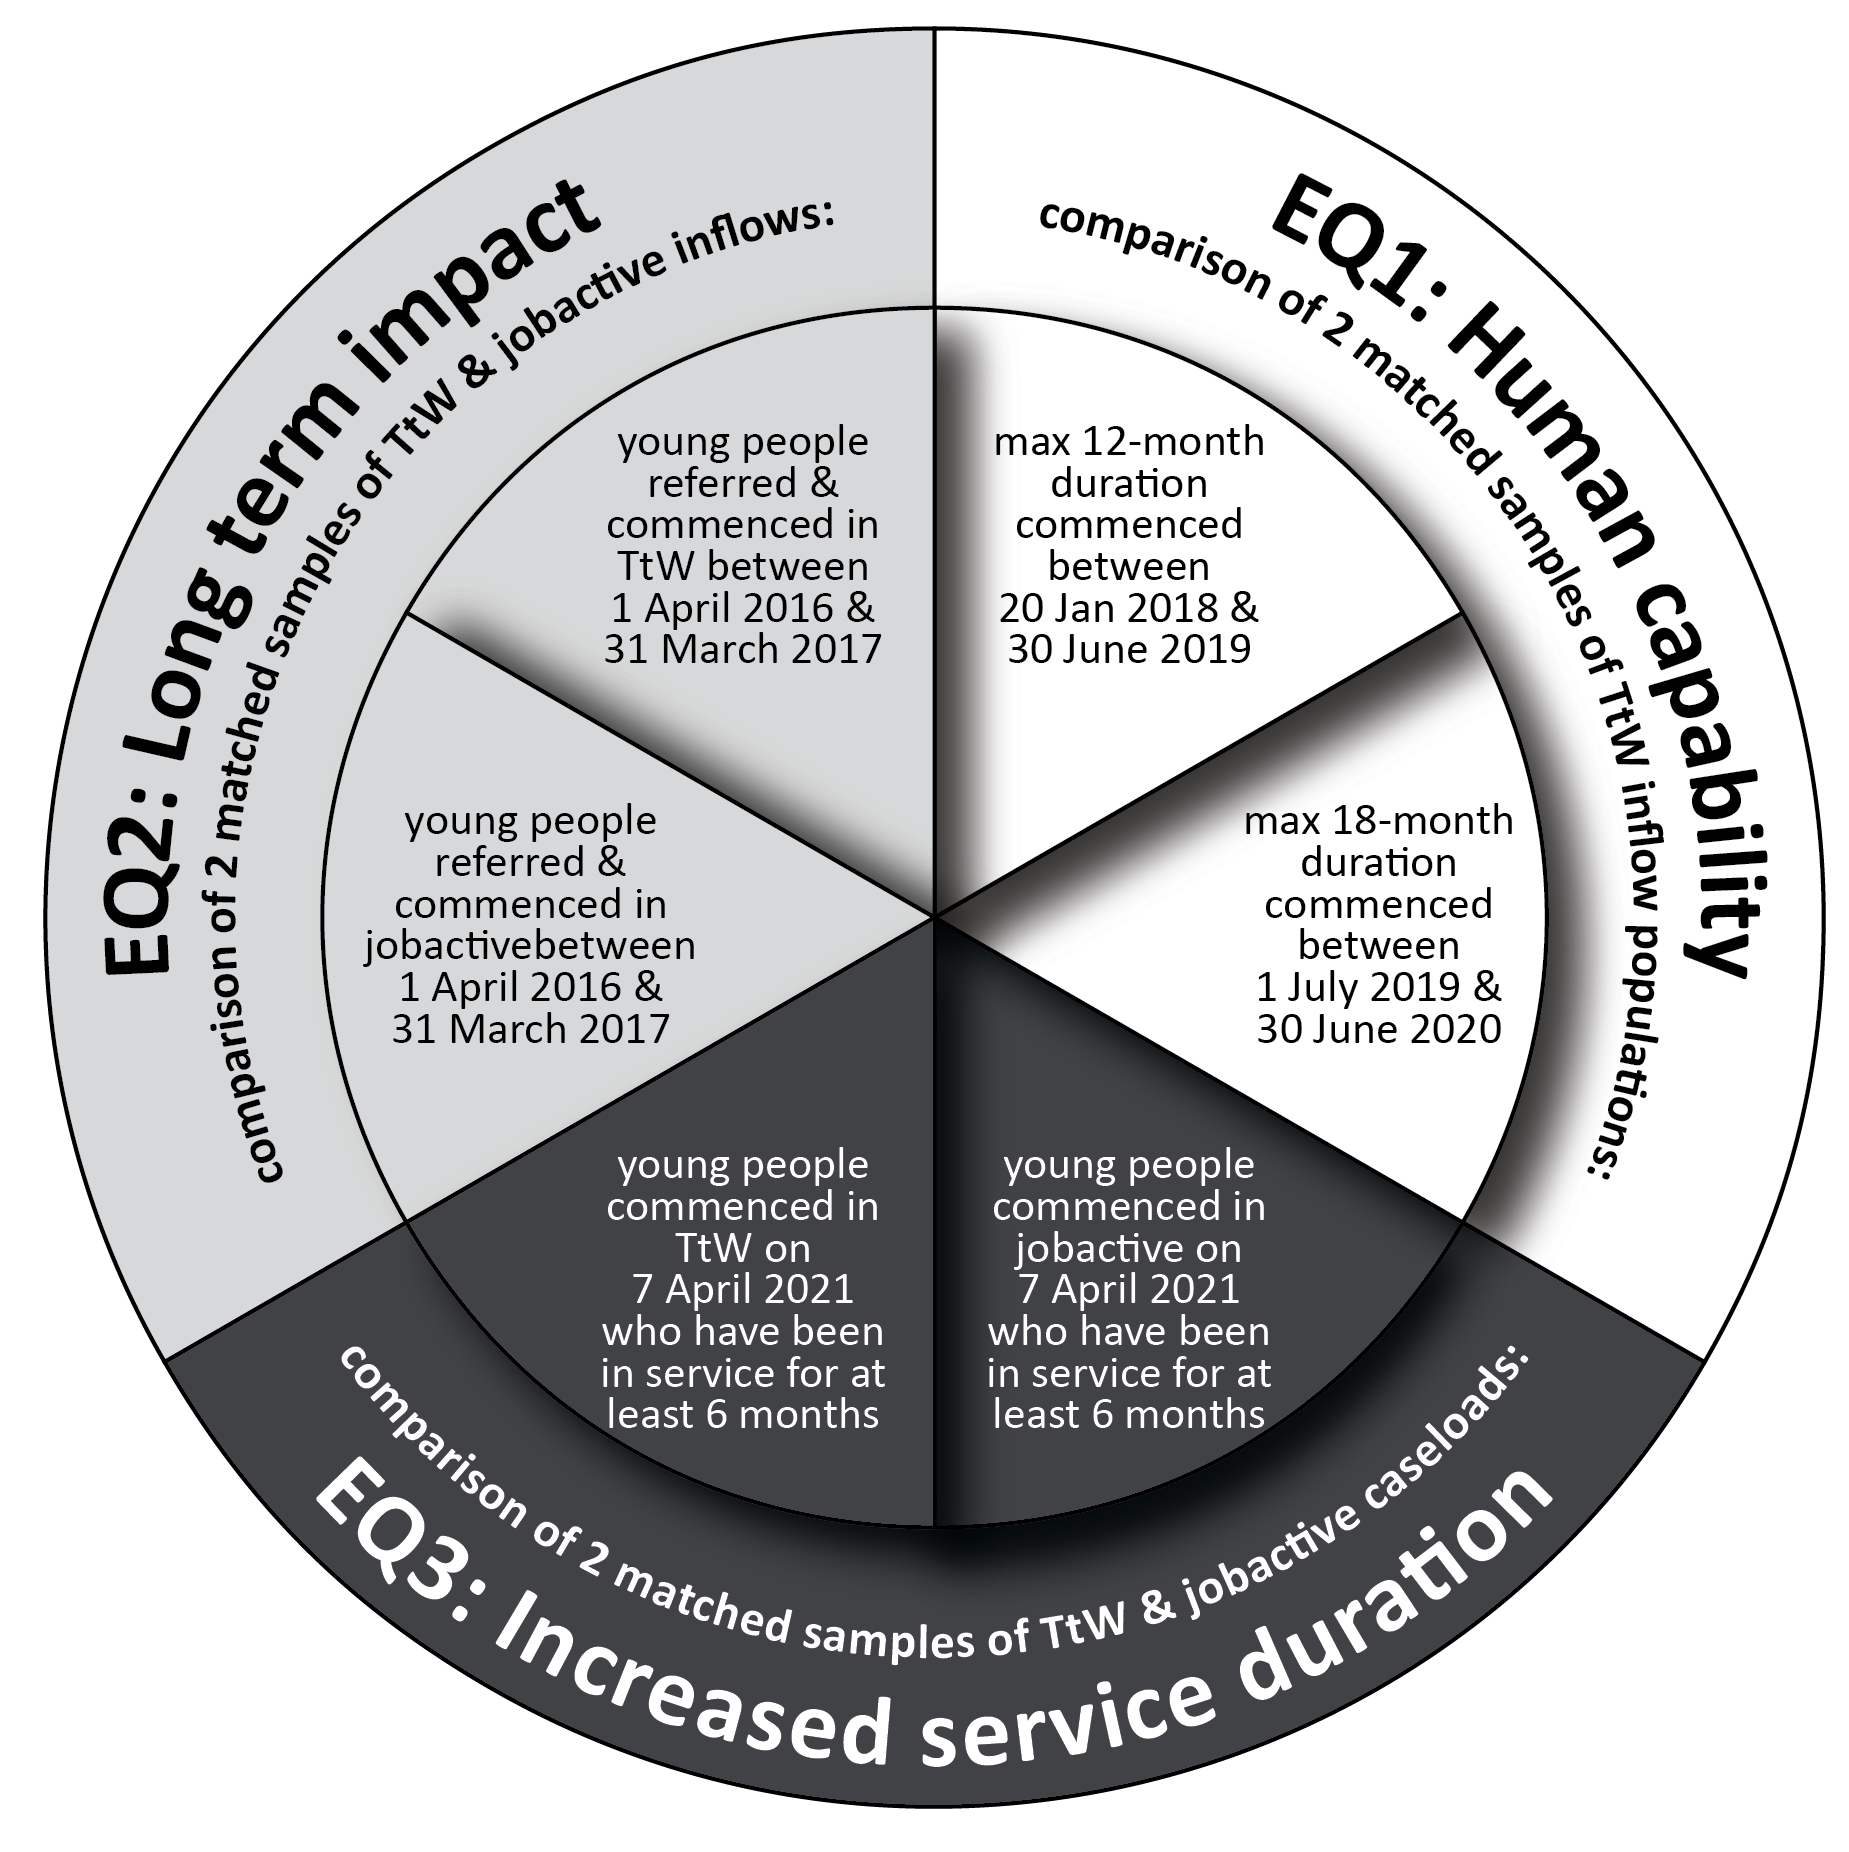 EQ1: Human capability
comparison of 2 matched samples of TtW inflow populations:
max 12-month
duration
commenced
between
20 Jan 2018 &
30 June 2019
max 18-month
duration
commenced
between
1 July 2019 &
30 June 2020
EQ2: Long term impact
comparison of 2 matched samples of TtW & jobactive inflows:
young people
referred &
commenced in
TtW between
1 April 2016 &
31 March 2017
young people
referred &
commenced in
jobactivebetween
1 April 2016 &
31 March 2017
EQ3: Increased service duration
comparison of 2 matched samples of TtW & jobactive caseloads:
young people
commenced in
TtW on
7 April 2021
who have been
in service for at
least 6 months
young people
commenced in
jobactive on
7 April 2021
who have been
in service for at
least 6 months